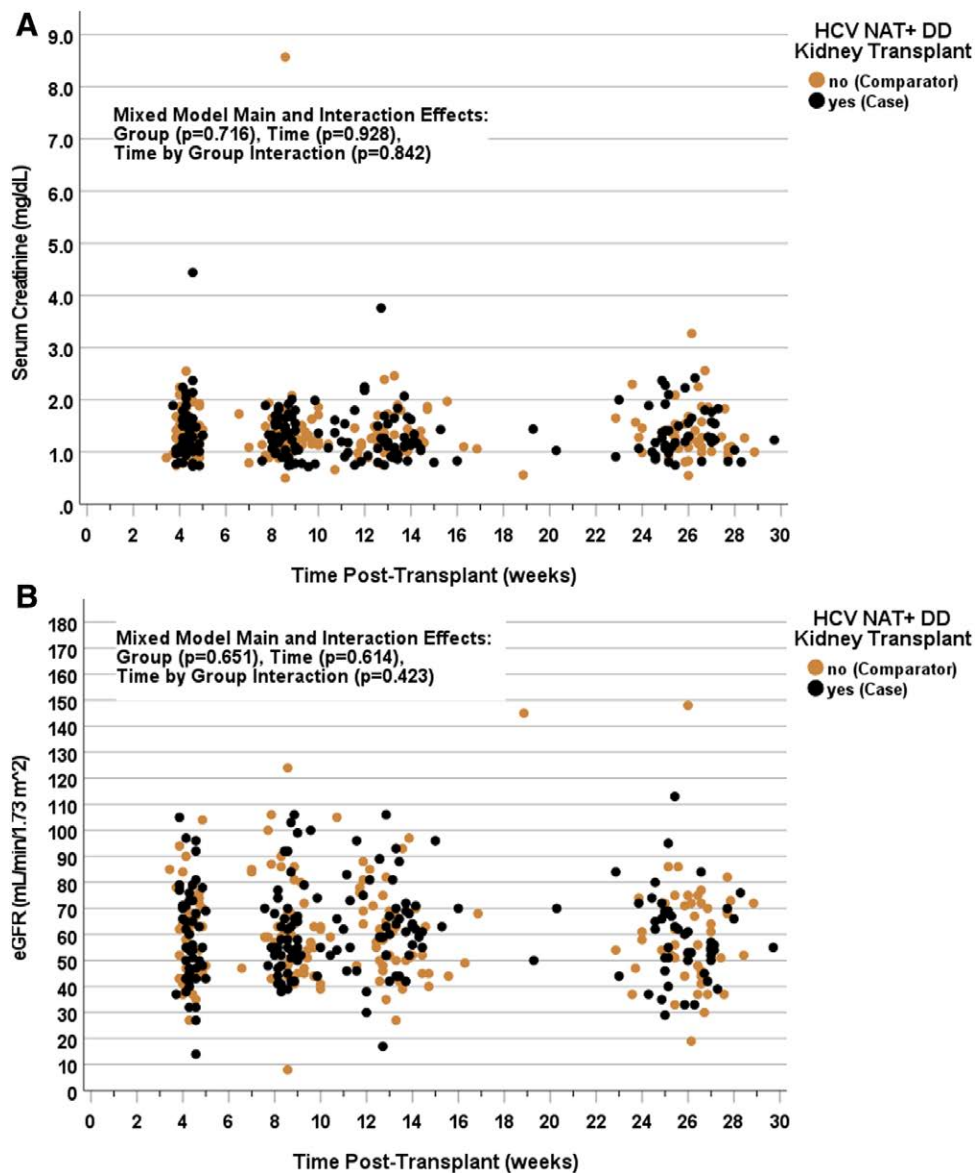 A
9.0
8.0
7.0
6.0
5.0
4.0
3.0
2.0
1.0
.0
Serum Creatinine (mg/dL)
Mixed Model Main and Interaction Effects:
Group (p=0.716), Time (p=0.928),
Time by Group Interaction (p=0.842)
HCV NAT+ DD
Kidney Transplant
no (Comparator)
yes (Case)
0 2 4 6 8 10 12 14 16 18 20 22 24 26 28 30
Time Post-Transplant (weeks)
B
180
170
160
150
140
130
120
110
100
90
80
70
60
50
40
30
20
10
0
eGFR (mL/min/1.73 m^2)
Mixed Model Main and Interaction Effects:
Group (p=0.651), Time (p=0.614),
Time by Group Interaction (p=0.423)
HCV NAT+ DD
Kidney Transplant
no (Comparator)
yes (Case)
0 2 4 6 8 10 12 14 16 18 20 22 24 26 28 30
Time Post-Transplant (weeks)